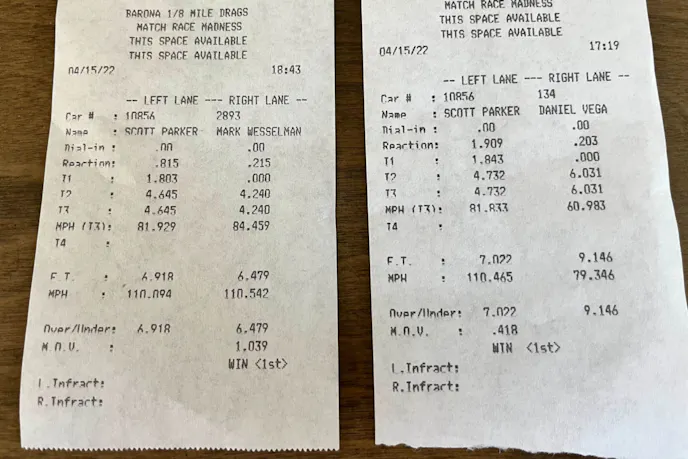 BARONA 1/8 MILE DRAGS
MATCH RACE MADNESS
THIS SPACE AVAILABLE
THIS SPACE AVAILABLE
04/15/22 18:43
-- LEFT LANE --- RIGHT LANE --
Car # : 10856 2893
Name : SCOTT PARKER MARK WESSELMAN
Dial-in : .00 .00
Reaction: .815 .215
T1 : 1.803 .000
T2 : 4.645 4.240
T3 : 4.645 4.240
MPH (T3): 81.929 84.459
T4 :
E.T. : 6.918 6.479
MPH : 110.094 110.542
Over/Under: 6.918 6.479
M.O.V. : 1.039
WIN <1st>
L.Infract:
R.Infract:
MATCH RACE MADNESS
THIS SPACE AVAILABLE
THIS SPACE AVAILABLE
04/15/22 17:19
-- LEFT LANE --- RIGHT LANE --
Car # : 10856 134
Name : SCOTT PARKER DANIEL VEGA
Dial-in : .00 .00
Reaction: 1.909 .203
T1 : 1.843 .000
T2 : 4.732 6.031
T3 : 4.732 6.031
MPH (T3): 81.833 60.983
T4 :
E.T. : 7.022 9.146
MPH : 110.465 79.346
Over/Under: 7.022 9.146
M.O.V. : .418
WIN <1st>
L.Infract:
R.Infract: